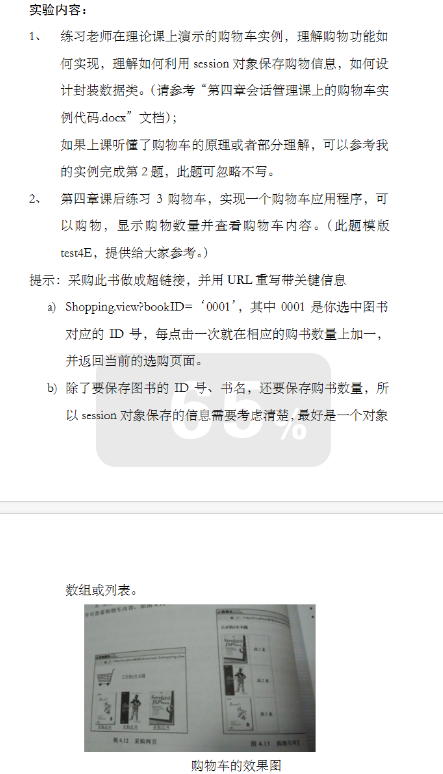 实验内容：
1、 练习老师在理论课上演示的购物车实例，理解购物功能如
何实现，理解如何利用 session 对象保存购物信息，如何设
计封装数据类。（请参考“第四章会话管理课上的购物车实
例代码.docx”文档）；
如果上课听懂了购物车的原理或者部分理解，可以参考我
的实例完成第 2 题，此题可忽略不写。
2、 第四章课后练习 3 购物车，实现一个购物车应用程序，可
以购物，显示购物数量并查看购物车内容。（此题模版
test4E，提供给大家参考。）
提示：采购此书做成超链接，并用 URL 重写带关键信息
a) Shopping.view?bookID= ‘0001’，其中 0001 是你选中图书
对应的 ID 号，每点击一次就在相应的购书数量上加一，
并返回当前的选购页面。
b) 除了要保存图书的 ID 号、书名，还要保存购书数量，所
以 session 对象保存的信息需要考虑清楚，最好是一个对象
65%
数组或列表。
图 4.12 采购网页
图 4.13
购物车的效果图